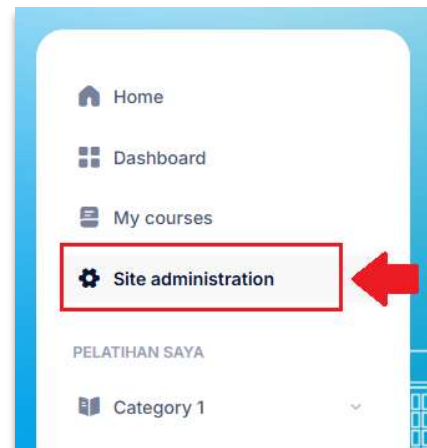 Home
Dashboard
My courses
Site administration
PELATIHAN SAYA
Category 1